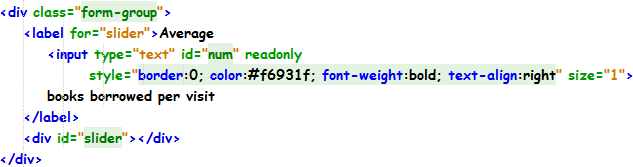 <div class="form-group">
<label for="slider">Average
<input type="text" id="num" readonly
style="border:0; color:#f6931f; font-weight:bold; text-align:right" size="1">
books borrowed per visit
</label>
<div id="slider"></div>
</div>